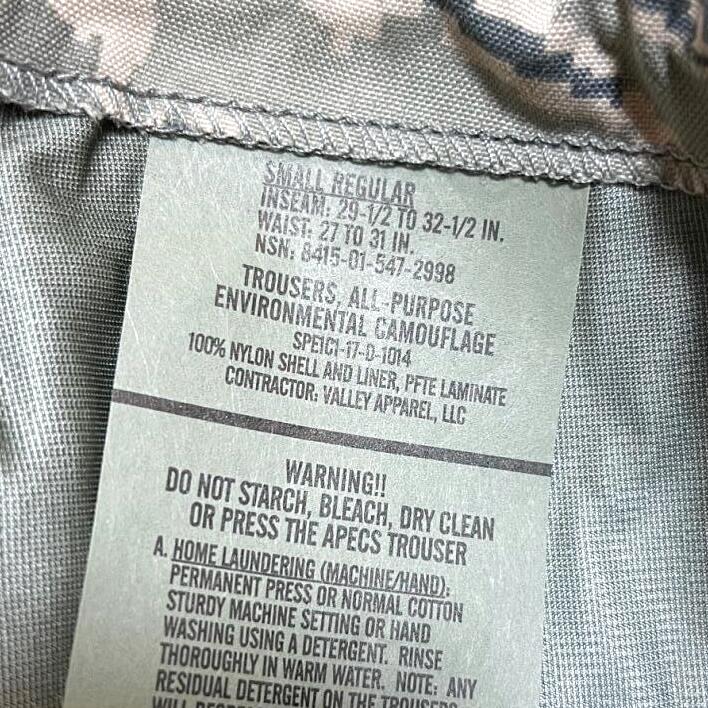 SMALL REGULAR
INSEAM: 29-1/2 TO 32-1/2 IN.
WAIST: 27 TO 31 IN.
NSN: 8415-01-547-2998
TROUSERS, ALL-PURPOSE
ENVIRONMENTAL CAMOUFLAGE
SPE1C1-17-D-1014
100% NYLON SHELL AND LINER, PFTE LAMINATE
CONTRACTOR: VALLEY APPAREL, LLC
WARNING!!
DO NOT STARCH, BLEACH, DRY CLEAN
OR PRESS THE APECS TROUSER
A. HOME LAUNDERING (MACHINE/HAND):
PERMANENT PRESS OR NORMAL COTTON
STURDY MACHINE SETTING OR HAND
WASHING USING A DETERGENT. RINSE
THOROUGHLY IN WARM WATER. NOTE: ANY
RESIDUAL DETERGENT ON THE TROUSERS
WILL